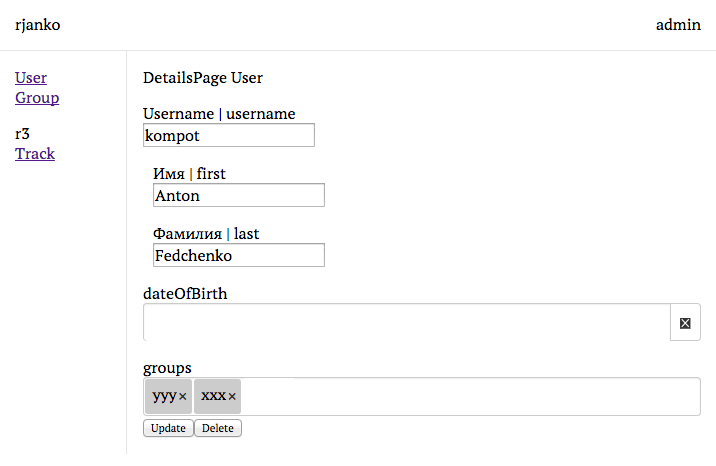 rjanko admin
User
Group
r3
Track
DetailsPage User
Username | username
kompot
Имя | first
Anton
Фамилия | last
Fedchenko
dateOfBirth
groups
yyy× xxx×
Update Delete